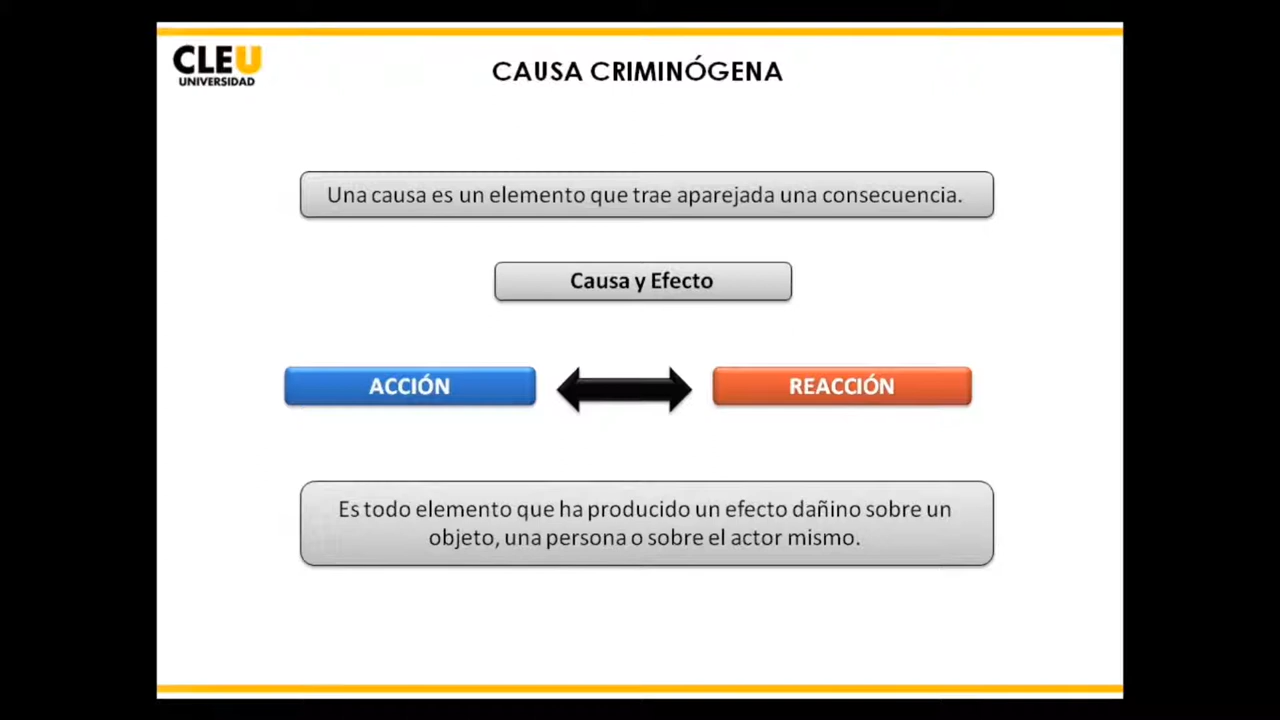 CLEU
UNIVERSIDAD
CAUSA CRIMINÓGENA
Una causa es un elemento que trae aparejada una consecuencia.
Causa y Efecto
ACCIÓN
REACCIÓN
Es todo elemento que ha producido un efecto dañino sobre un
objeto, una persona o sobre el actor mismo.